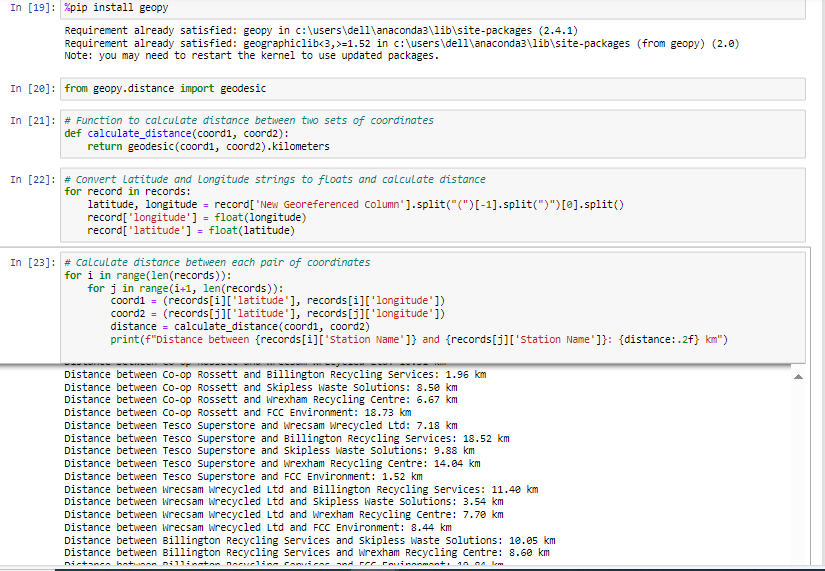 In [19]: %pip install geopy
Requirement already satisfied: geopy in c:\users\dell\anaconda3\lib\site-packages (2.4.1)
Requirement already satisfied: geographiclib<3,>=1.52 in c:\users\dell\anaconda3\lib\site-packages (from geopy) (2.0)
Note: you may need to restart the kernel to use updated packages.
In [20]: from geopy.distance import geodesic
In [21]: # Function to calculate distance between two sets of coordinates
def calculate_distance(coord1, coord2):
    return geodesic(coord1, coord2).kilometers
In [22]: # Convert latitude and longitude strings to floats and calculate distance
for record in records:
    latitude, longitude = record['New Georeferenced Column'].split("(")[-1].split(")")[0].split()
    record['longitude'] = float(longitude)
    record['latitude'] = float(latitude)
In [23]: # Calculate distance between each pair of coordinates
for i in range(len(records)):
    for j in range(i+1, len(records)):
        coord1 = (records[i]['latitude'], records[i]['longitude'])
        coord2 = (records[j]['latitude'], records[j]['longitude'])
        distance = calculate_distance(coord1, coord2)
        print(f"Distance between {records[i]['Station Name']} and {records[j]['Station Name']}: {distance:.2f} km")
Distance between Co-op Rossett and Billington Recycling Services: 1.96 km
Distance between Co-op Rossett and Skipless Waste Solutions: 8.50 km
Distance between Co-op Rossett and Wrexham Recycling Centre: 6.67 km
Distance between Co-op Rossett and FCC Environment: 18.73 km
Distance between Tesco Superstore and Wrecsam Wrecycled Ltd: 7.18 km
Distance between Tesco Superstore and Billington Recycling Services: 18.52 km
Distance between Tesco Superstore and Skipless Waste Solutions: 9.88 km
Distance between Tesco Superstore and Wrexham Recycling Centre: 14.04 km
Distance between Tesco Superstore and FCC Environment: 1.52 km
Distance between Wrecsam Wrecycled Ltd and Billington Recycling Services: 11.40 km
Distance between Wrecsam Wrecycled Ltd and Skipless Waste Solutions: 3.54 km
Distance between Wrecsam Wrecycled Ltd and Wrexham Recycling Centre: 7.70 km
Distance between Wrecsam Wrecycled Ltd and FCC Environment: 8.44 km
Distance between Billington Recycling Services and Skipless Waste Solutions: 10.05 km
Distance between Billington Recycling Services and Wrexham Recycling Centre: 8.60 km